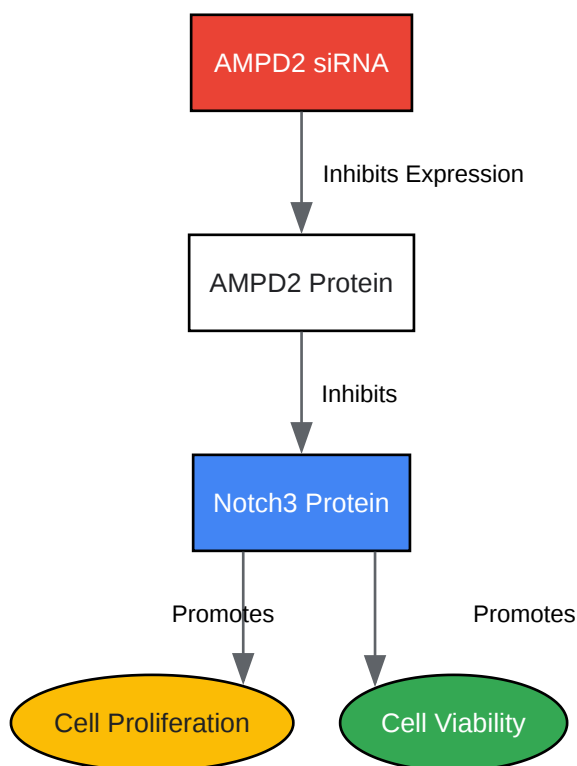 AMPD2 siRNA
Inhibits Expression
AMPD2 Protein
Inhibits
Notch3 Protein
Promotes
Promotes
Cell Proliferation
Cell Viability